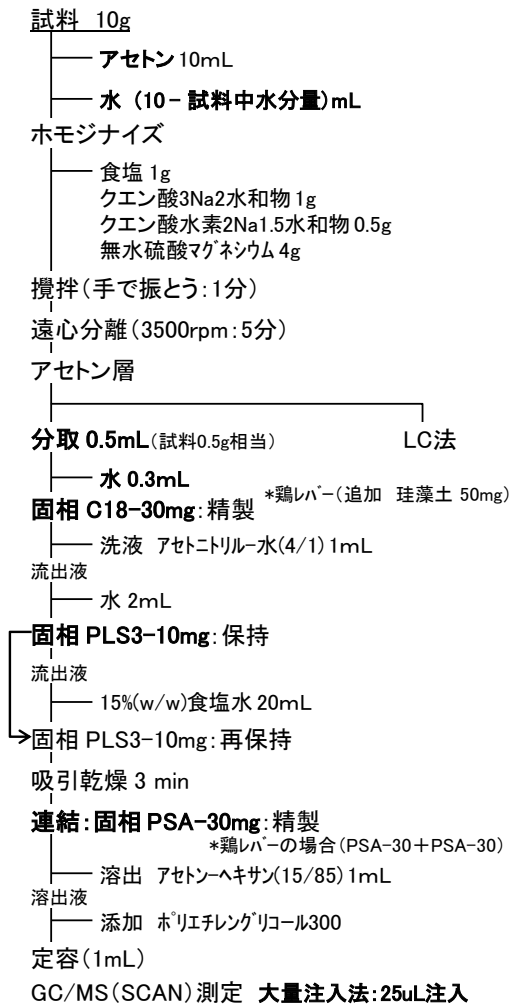 試料 10g
アセトン 10mL
水 (10-試料中水分量)mL
ホモジナイズ
食塩 1g
クエン酸3Na2水和物 1g
クエン酸水素2Na1.5水和物 0.5g
無水硫酸マグネシウム 4g
攪拌(手で振とう:1分)
遠心分離(3500rpm:5分)
アセトン層
分取 0.5mL(試料0.5g相当) LC法
水 0.3mL
固相 C18-30mg:精製 *鶏レバー(追加 珪藻土 50mg)
洗液 アセトニトリル-水(4/1) 1mL
流出液
水 2mL
固相 PLS3-10mg:保持
流出液
15%(w/w)食塩水 20mL
固相 PLS3-10mg:再保持
吸引乾燥 3 min
連結:固相 PSA-30mg:精製
*鶏レバーの場合(PSA-30+PSA-30)
溶出 アセトン-ヘキサン(15/85) 1mL
溶出液
添加 ポリエチレングリコール300
定容(1mL)
GC/MS(SCAN)測定 大量注入法:25uL注入